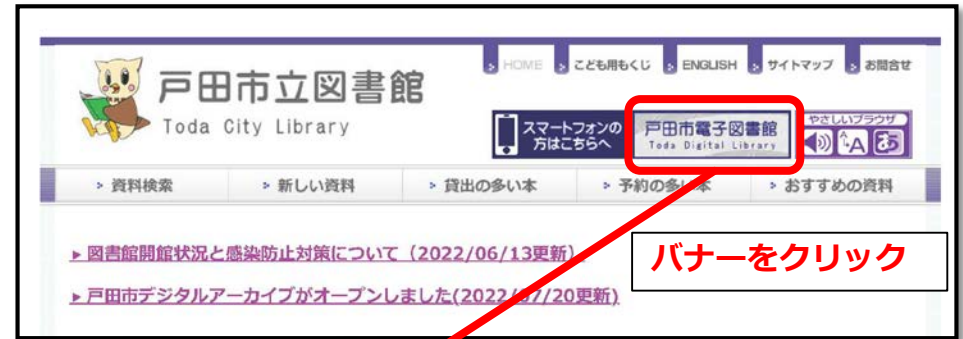 HOME こども用もくじ ENGLISH サイトマップ お問合せ
戸田市立図書館
Toda City Library
スマートフォンの
方はこちらへ
戸田市電子図書館
Toda Digital Library
やさしいブラウザ
A あ
資料検索 新しい資料 貸出の多い本 予約の多い本 おすすめの資料
図書館開館状況と感染防止対策について（2022/06/13更新）
バナーをクリック
戸田市デジタルアーカイブがオープンしました(2022/07/20更新)